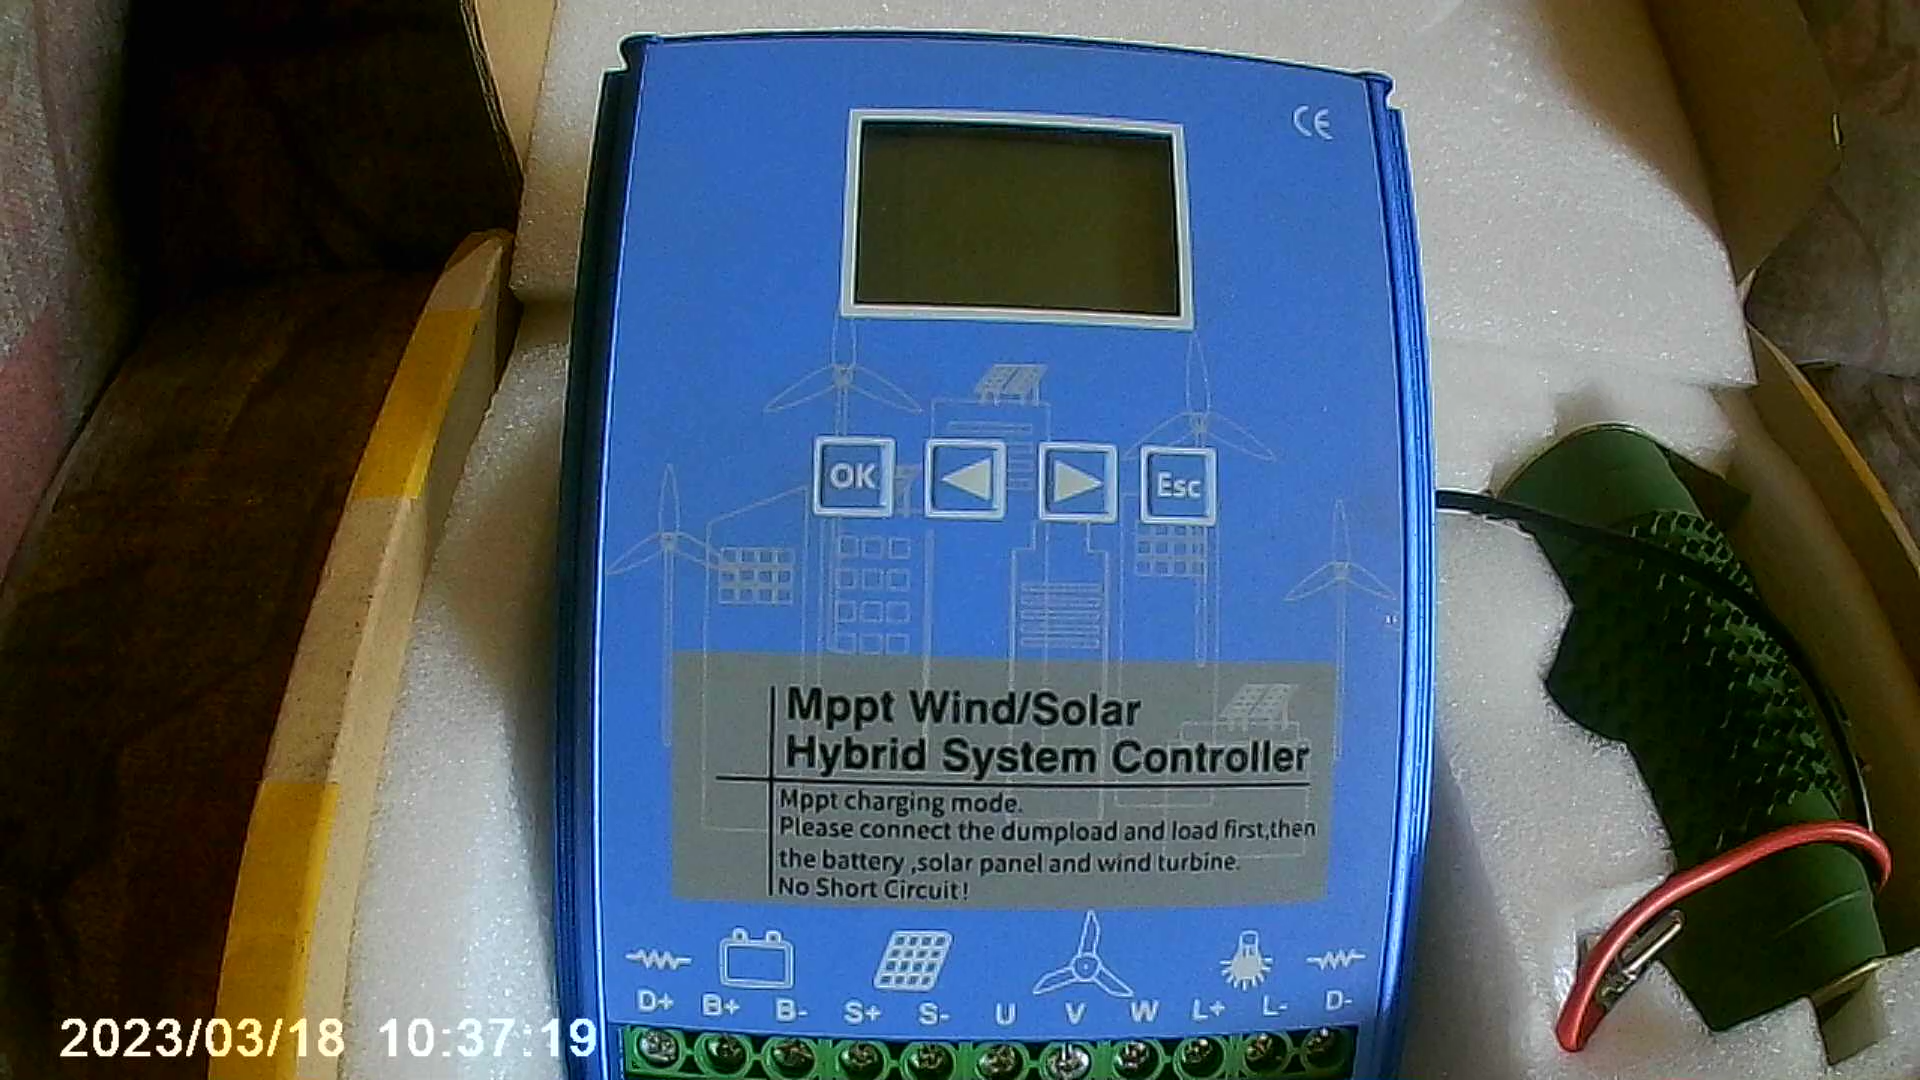 CE
OK
Esc
Mppt Wind/Solar
Hybrid System Controller
Mppt charging mode.
Please connect the dumpload and load first,then
the battery ,solar panel and wind turbine.
No Short Circuit!
D+ B+ B- S+ S- U V W L+ L- D-
2023/03/18 10:37:19